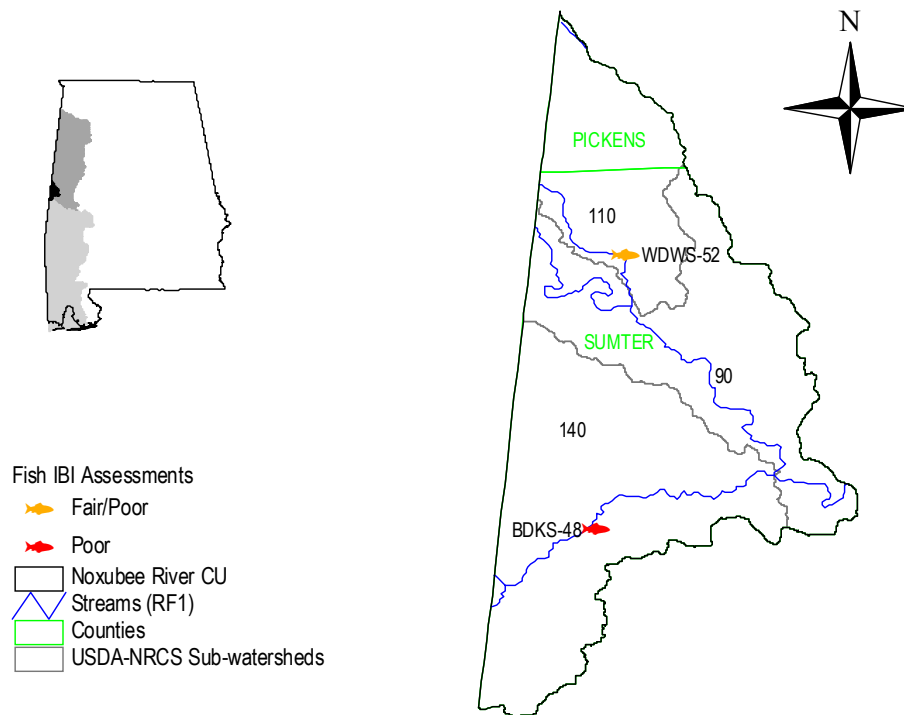 N
PICKENS
110
WDWS-52
SUMTER
90
140
BDKS-48
Fish IBI Assessments
Fair/Poor
Poor
Noxubee River CU
Streams (RF1)
Counties
USDA-NRCS Sub-watersheds